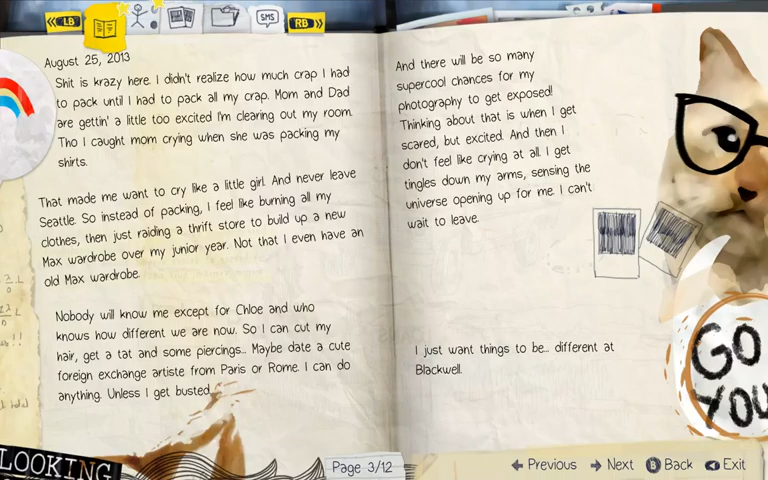 LB
SMS
RB
August 25, 2013
Shit is krazy here. I didn't realize how much crap I had
to pack until I had to pack all my crap. Mom and Dad
are gettin' a little too excited I'm clearing out my room.
Tho I caught mom crying when she was packing my
shirts.
That made me want to cry like a little girl. And never leave
Seattle. So instead of packing, I feel like burning all my
clothes, then just raiding a thrift store to build up a new
Max wardrobe over my junior year. Not that I even have an
old Max wardrobe.
Nobody will know me except for Chloe and who
knows how different we are now. So I can cut my
hair, get a tat and some piercings... Maybe date a cute
foreign exchange artiste from Paris or Rome. I can do
anything. Unless I get busted.
And there will be so many
supercool chances for my
photography to get exposed!
Thinking about that is when I get
scared, but excited. And then I
don't feel like crying at all. I get
tingles down my arms, sensing the
universe opening up for me. I can't
wait to leave.
I just want things to be... different at
Blackwell.
GO
YOU
LOOKING
Page 3/12
Previous
Next
B Back
Exit